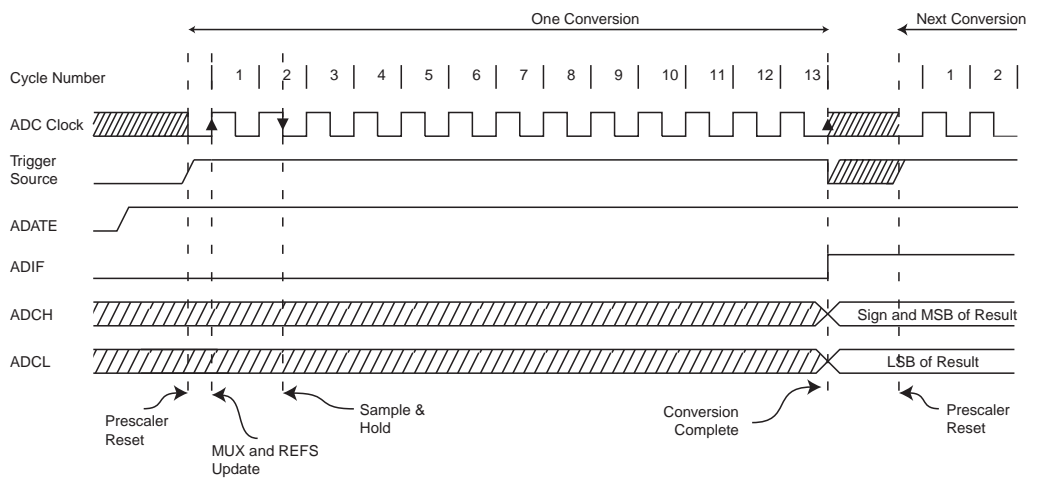 One Conversion
Next Conversion
Cycle Number
1 2 3 4 5 6 7 8 9 10 11 12 13 1 2
ADC Clock
Trigger
Source
ADATE
ADIF
ADCH
Sign and MSB of Result
ADCL
LSB of Result
Prescaler
Reset
MUX and REFS
Update
Sample &
Hold
Conversion
Complete
Prescaler
Reset